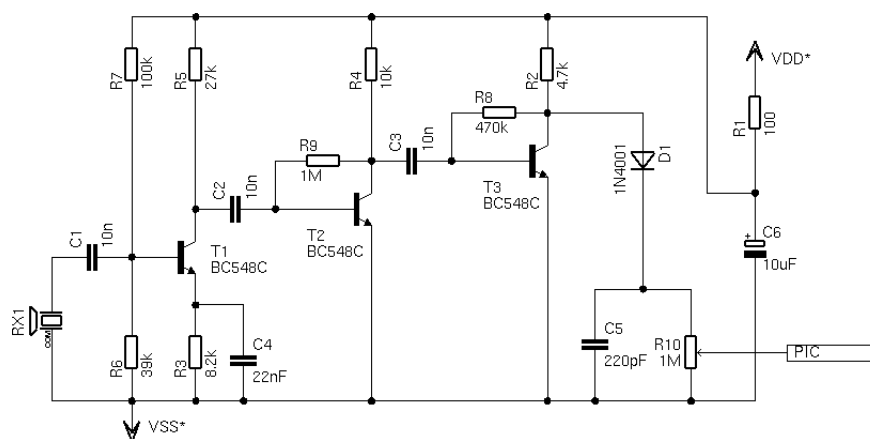 R7
100k
R5
27k
R4
10k
R2
4.7k
VDD*
R1
100
R8
470k
C3
10n
R9
1M
D1
1N4001
C2
10n
T3
BC548C
T2
BC548C
C1
10n
T1
BC548C
C6
+
10uF
RX1
COM
R6
39k
R3
8.2k
C4
22nF
C5
220pF
R10
1M
PIC
VSS*